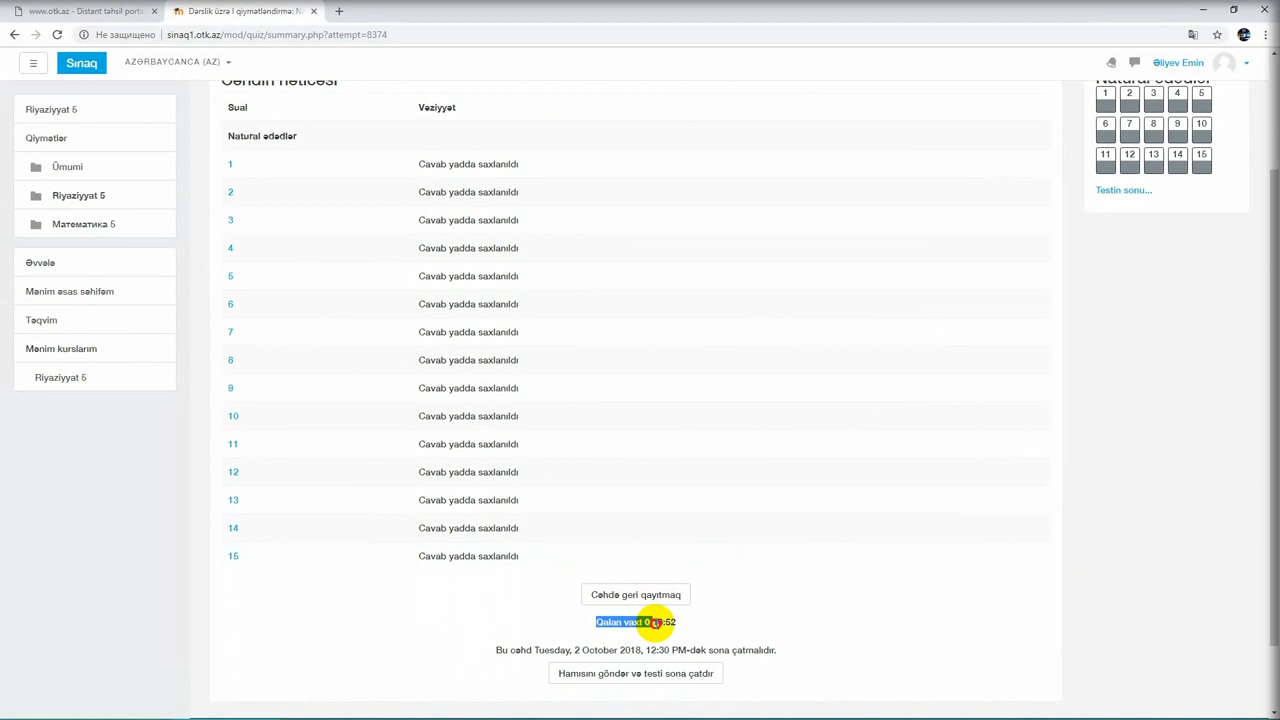 www.otk.az - Distant təhsil porta
Dərslik üzrə I qiymətləndirmə: Na
Не защищено
sinaq1.otk.az/mod/quiz/summary.php?attempt=8374
Sınaq
AZƏRBAYCANCA (AZ)
Əliyev Emin
Riyaziyyat 5
Qiymətlər
Ümumi
Riyaziyyat 5
Математика 5
Əvvələ
Mənim əsas səhifəm
Təqvim
Mənim kurslarım
Riyaziyyat 5
Cəhdin nəticəsi
Sual Vəziyyət
Natural ədədlər
1 Cavab yadda saxlanıldı
2 Cavab yadda saxlanıldı
3 Cavab yadda saxlanıldı
4 Cavab yadda saxlanıldı
5 Cavab yadda saxlanıldı
6 Cavab yadda saxlanıldı
7 Cavab yadda saxlanıldı
8 Cavab yadda saxlanıldı
9 Cavab yadda saxlanıldı
10 Cavab yadda saxlanıldı
11 Cavab yadda saxlanıldı
12 Cavab yadda saxlanıldı
13 Cavab yadda saxlanıldı
14 Cavab yadda saxlanıldı
15 Cavab yadda saxlanıldı
Cəhdə geri qayıtmaq
Qalan vaxt
Bu cəhd Tuesday, 2 October 2018, 12:30 PM-dək sona çatmalıdır.
Hamısını göndər və testi sona çatdır
Natural ədədlər
1 2 3 4 5
6 7 8 9 10
11 12 13 14 15
Testin sonu...